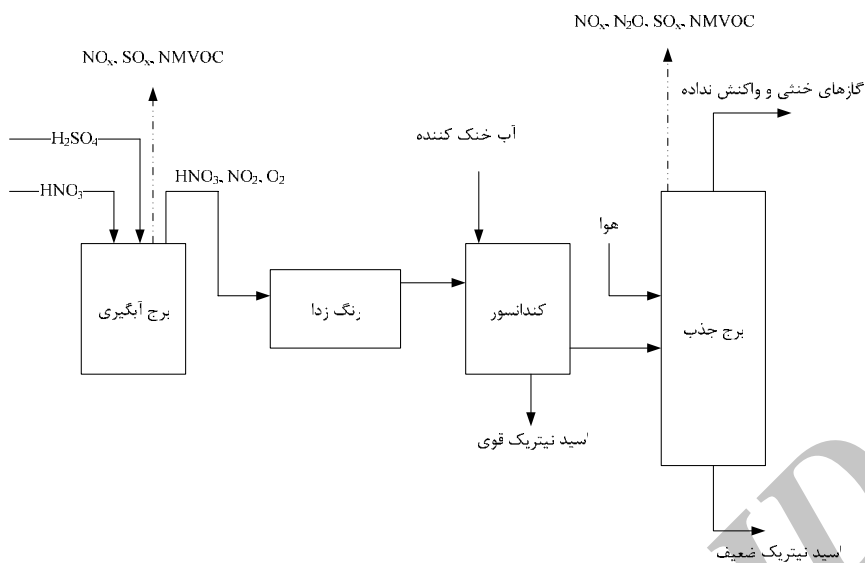 NOx, N2O, SOx, NMVOC
NOx, SOx, NMVOC
گازهای خنثی و واکنش نداده
H2SO4
آب خنک کننده
HNO3, NO2, O2
HNO3
هوا
برج آبگیری
رنگ زدا
کندانسور
برج جذب
اسید نیتریک قوی
اسید نیتریک ضعیف